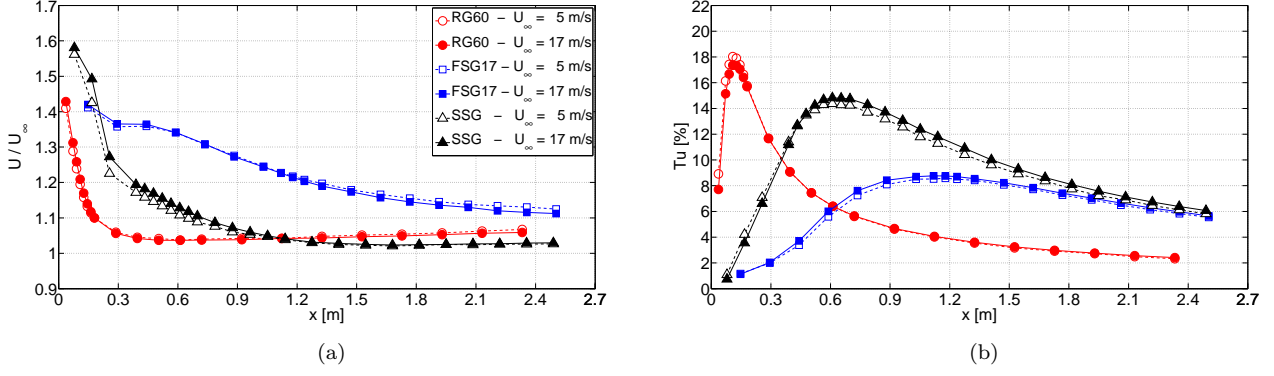 1.7
1.6
1.5
1.4
1.3
1.2
1.1
1
0.9
U / U∞
0 0.3 0.6 0.9 1.2 1.5 1.8 2.1 2.4 2.7
x [m]
RG60 – U∞ = 5 m/s
RG60 – U∞ = 17 m/s
FSG17 – U∞ = 5 m/s
FSG17 – U∞ = 17 m/s
SSG – U∞ = 5 m/s
SSG – U∞ = 17 m/s
(a)
22
20
18
16
14
12
10
8
6
4
2
0
Tu [%]
0 0.3 0.6 0.9 1.2 1.5 1.8 2.1 2.4 2.7
x [m]
(b)